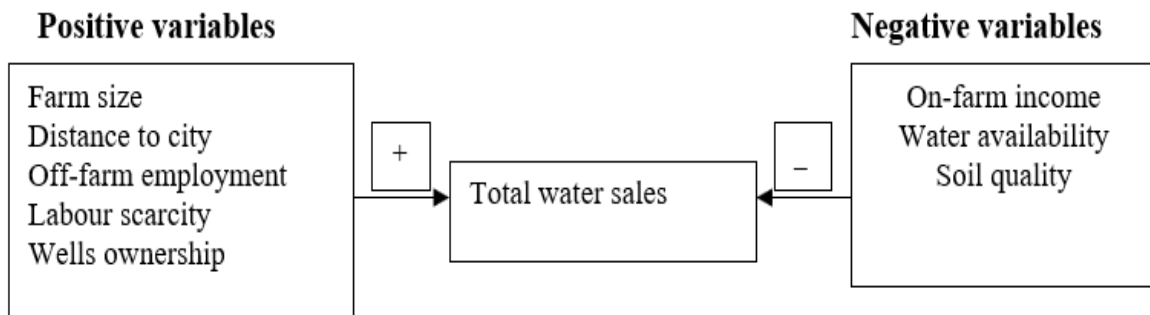 Positive variables
Farm size
Distance to city
Off-farm employment
Labour scarcity
Wells ownership
+
Total water sales
–
Negative variables
On-farm income
Water availability
Soil quality